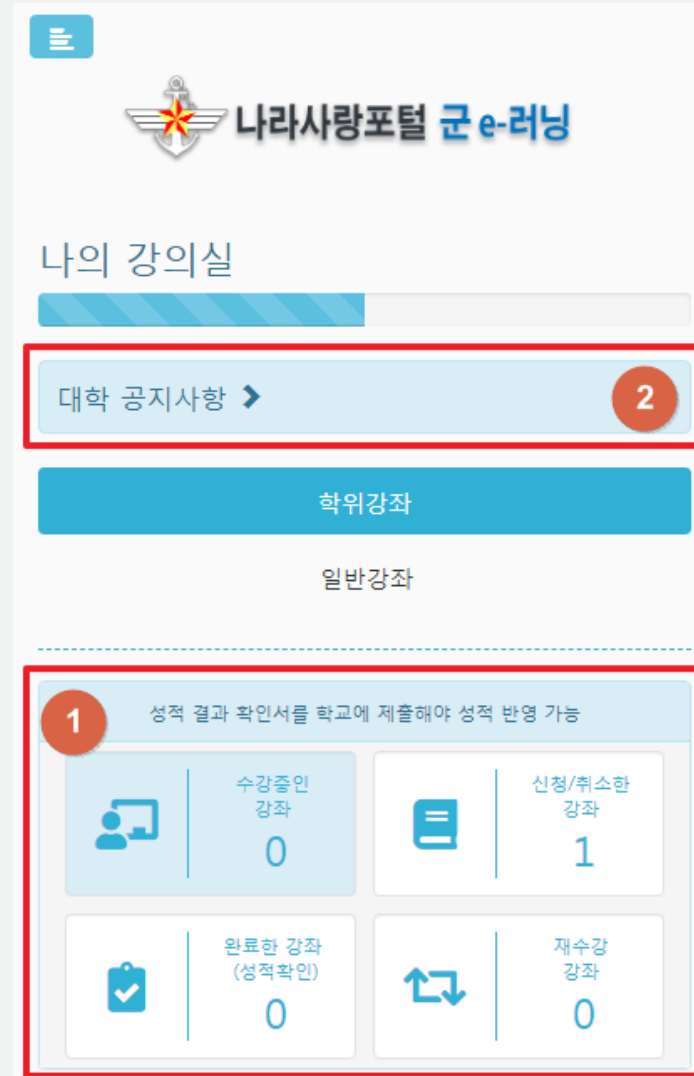 나라사랑포털 군 e-러닝
나의 강의실
대학 공지사항
2
학위강좌
일반강좌
1
성적 결과 확인서를 학교에 제출해야 성적 반영 가능
수강중인
강좌
0
신청/취소한
강좌
1
완료한 강좌
(성적확인)
0
재수강
강좌
0